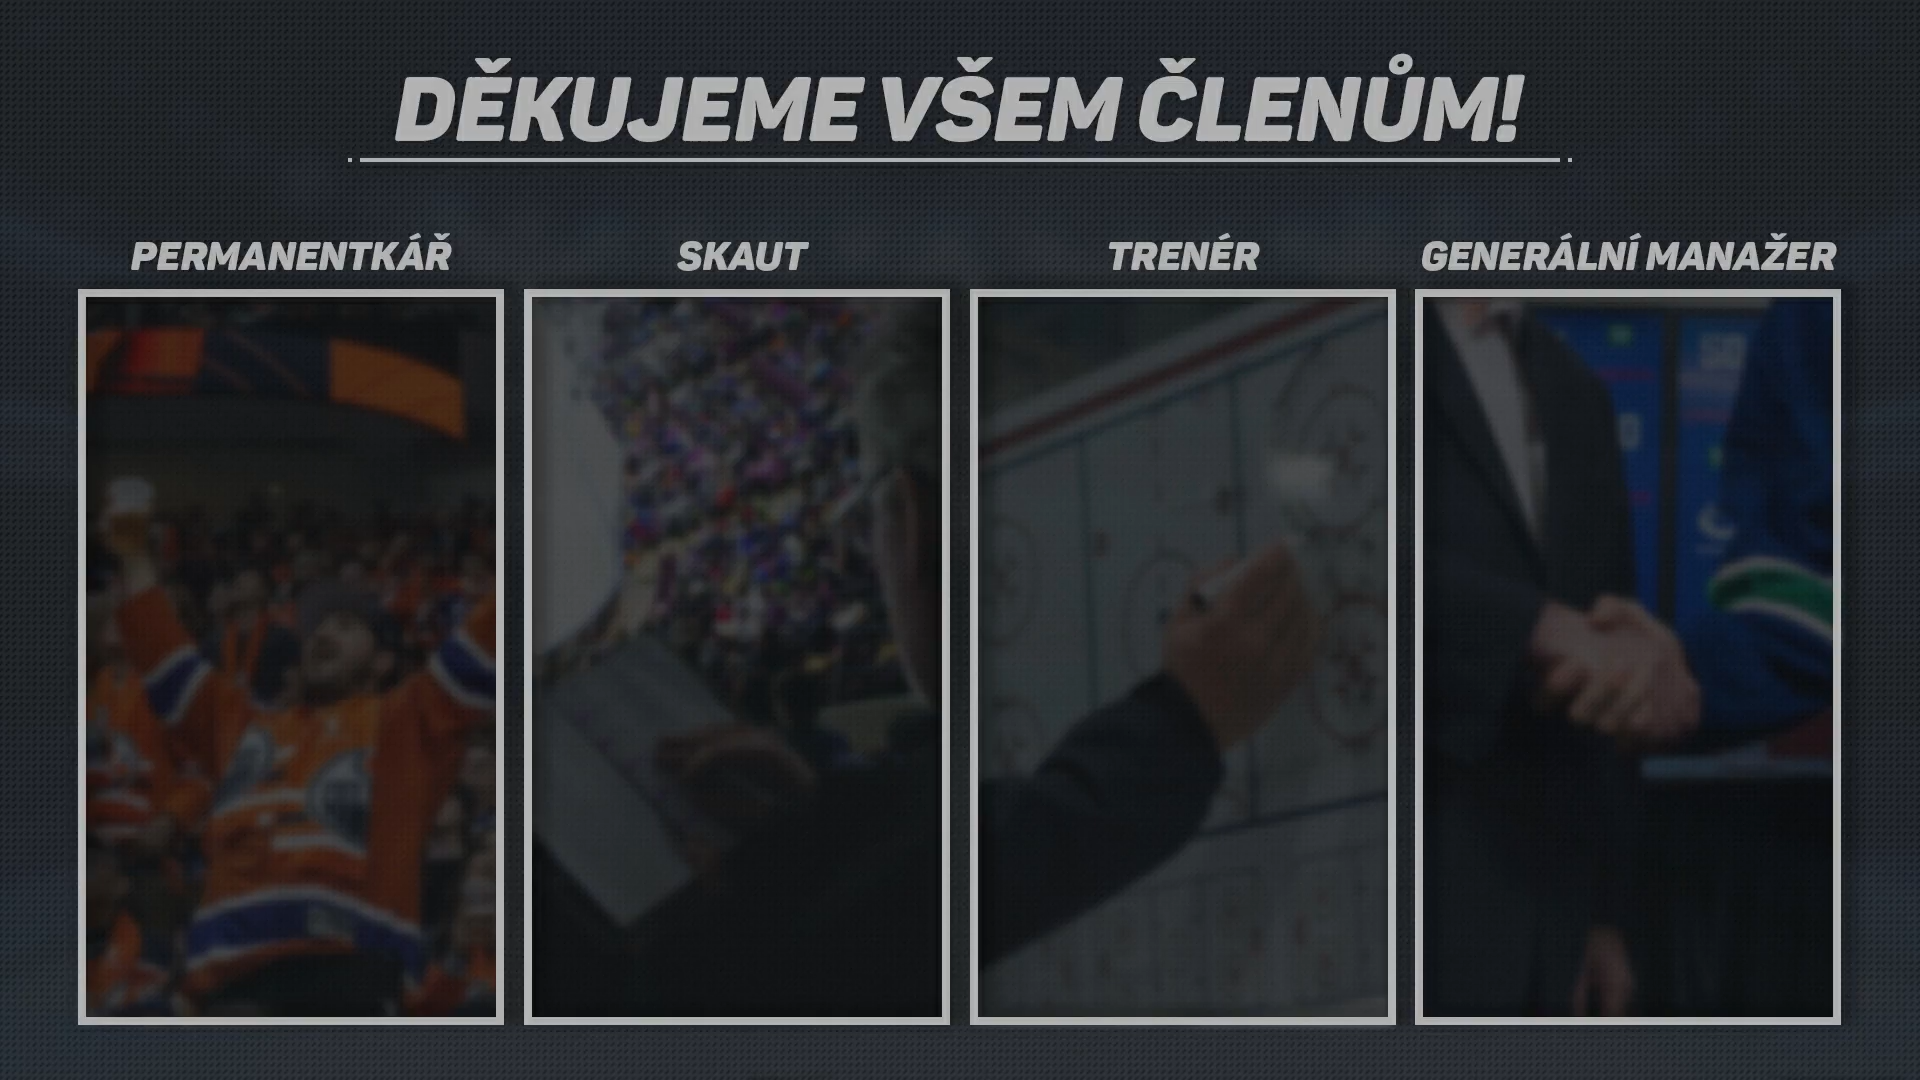 DĚKUJEME VŠEM ČLENŮM!
PERMANENTKÁŘ
SKAUT
TRENÉR
GENERÁLNÍ MANAŽER